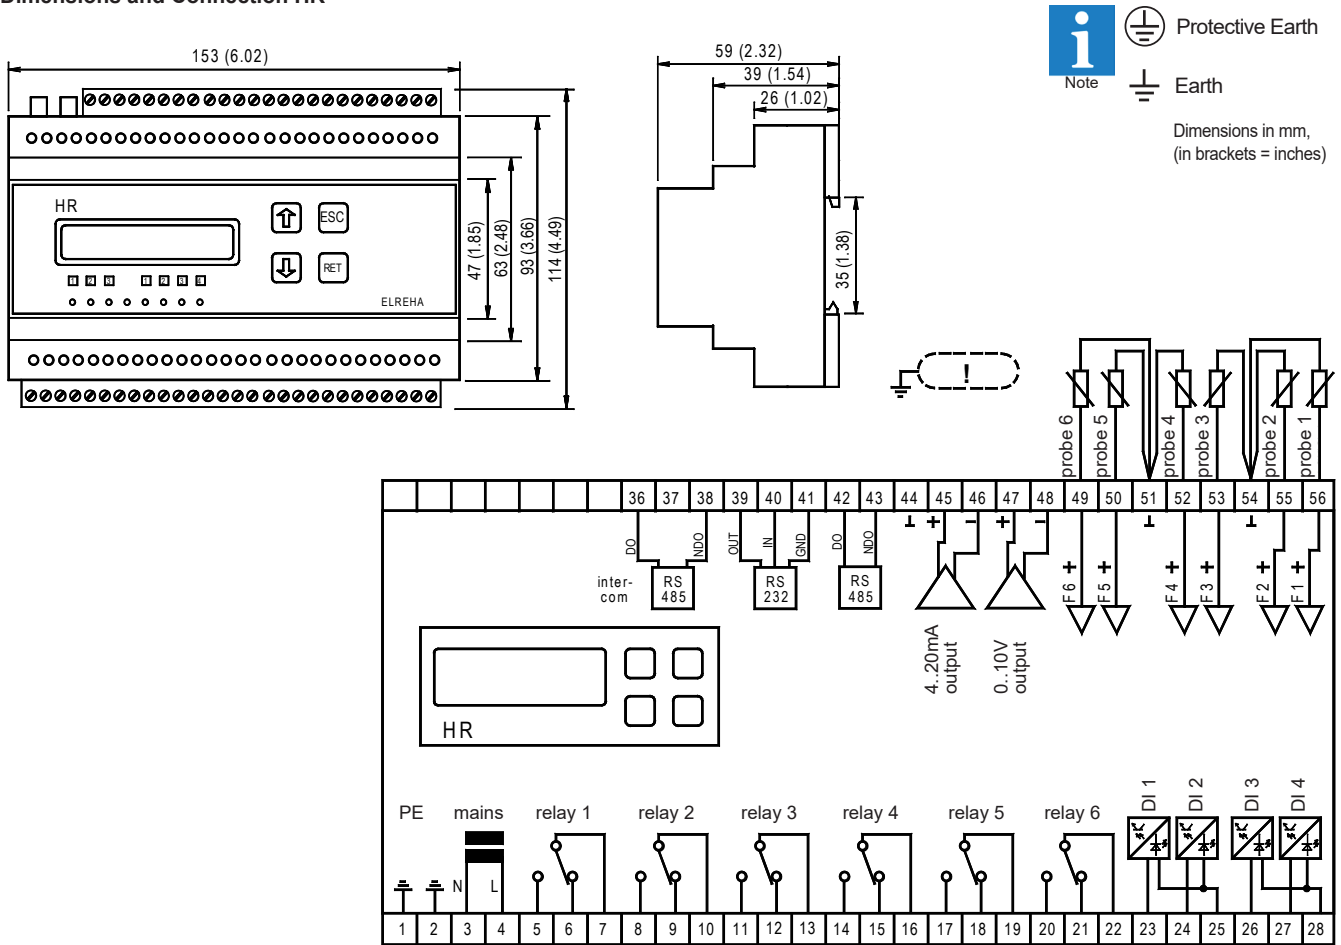 Dimensions and Connection HR
153 (6.02)
59 (2.32)
39 (1.54)
26 (1.02)
i
Note
Protective Earth
Earth
Dimensions in mm,
(in brackets = inches)
HR
ESC
RET
1 2 3 1 2 3 4
ELREHA
47 (1.85)
63 (2.48)
93 (3.66)
114 (4.49)
35 (1.38)
!
probe 6
probe 5
probe 4
probe 3
probe 2
probe 1
36 37 38 39 40 41 42 43 44 45 46 47 48 49 50 51 52 53 54 55 56
DO
NDO
OUT
IN
GND
DO
NDO
+ – + –
inter-
com
RS
485
RS
232
RS
485
F 6 +
F 5 +
F 4 +
F 3 +
F 2 +
F 1 +
4..20mA
output
0..10V
output
HR
PE
mains
relay 1
relay 2
relay 3
relay 4
relay 5
relay 6
DI 1
DI 2
DI 3
DI 4
N
L
1 2 3 4 5 6 7 8 9 10 11 12 13 14 15 16 17 18 19 20 21 22 23 24 25 26 27 28